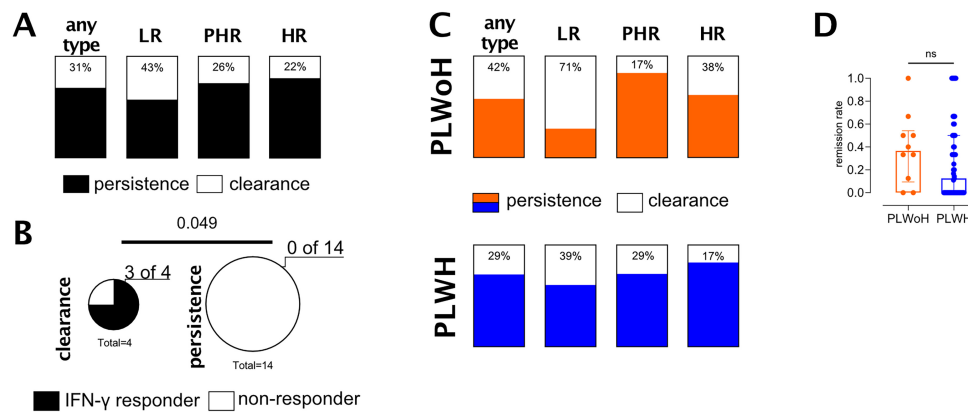 A
any
type
LR
PHR
HR
31%
43%
26%
22%
persistence
clearance
B
0.049
3 of 4
0 of 14
clearance
persistence
Total=4
Total=14
IFN-γ responder
non-responder
C
any
type
LR
PHR
HR
PLWoH
42%
71%
17%
38%
persistence
clearance
PLWH
29%
39%
29%
17%
D
ns
remission rate
1.0
0.8
0.6
0.4
0.2
0.0
PLWoH
PLWH